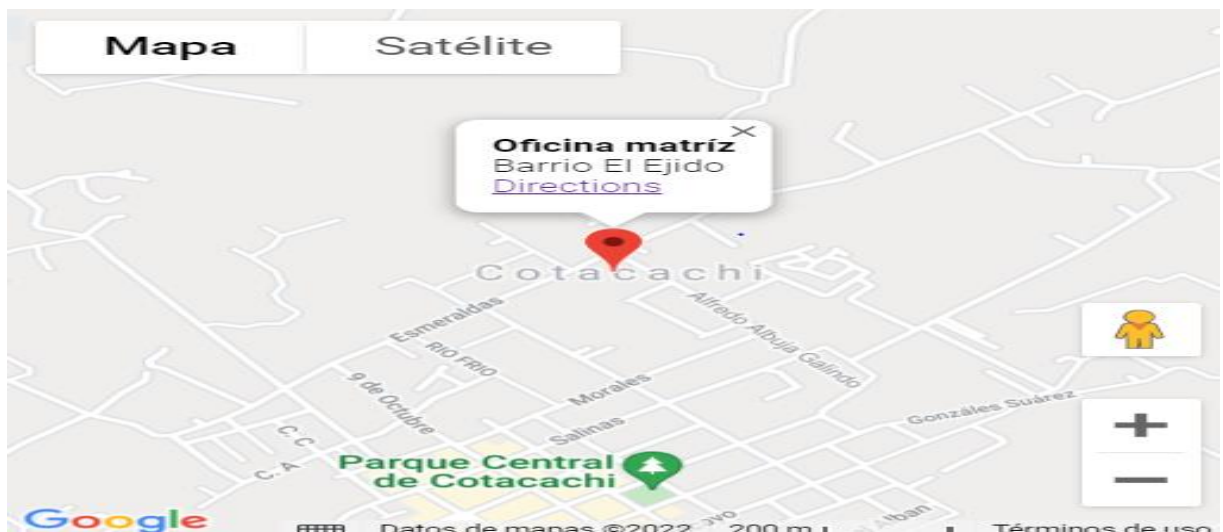 Mapa
Satélite
Oficina matríz
Barrio El Ejido
Directions
Cotacachi
Esmeraldas
Alfredo Albuja Galindo
RIO FRIO
9 de Octubre
Morales
Gonzáles Suárez
Salinas
C. C
C. A
Parque Central
de Cotacachi
Google
Datos de mapas ©2022
200 m
Términos de uso